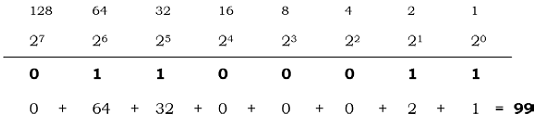 128 64 32 16 8 4 2 1
2⁷ 2⁶ 2⁵ 2⁴ 2³ 2² 2¹ 2⁰
0 1 1 0 0 0 1 1
0 + 64 + 32 + 0 + 0 + 0 + 2 + 1 = 99